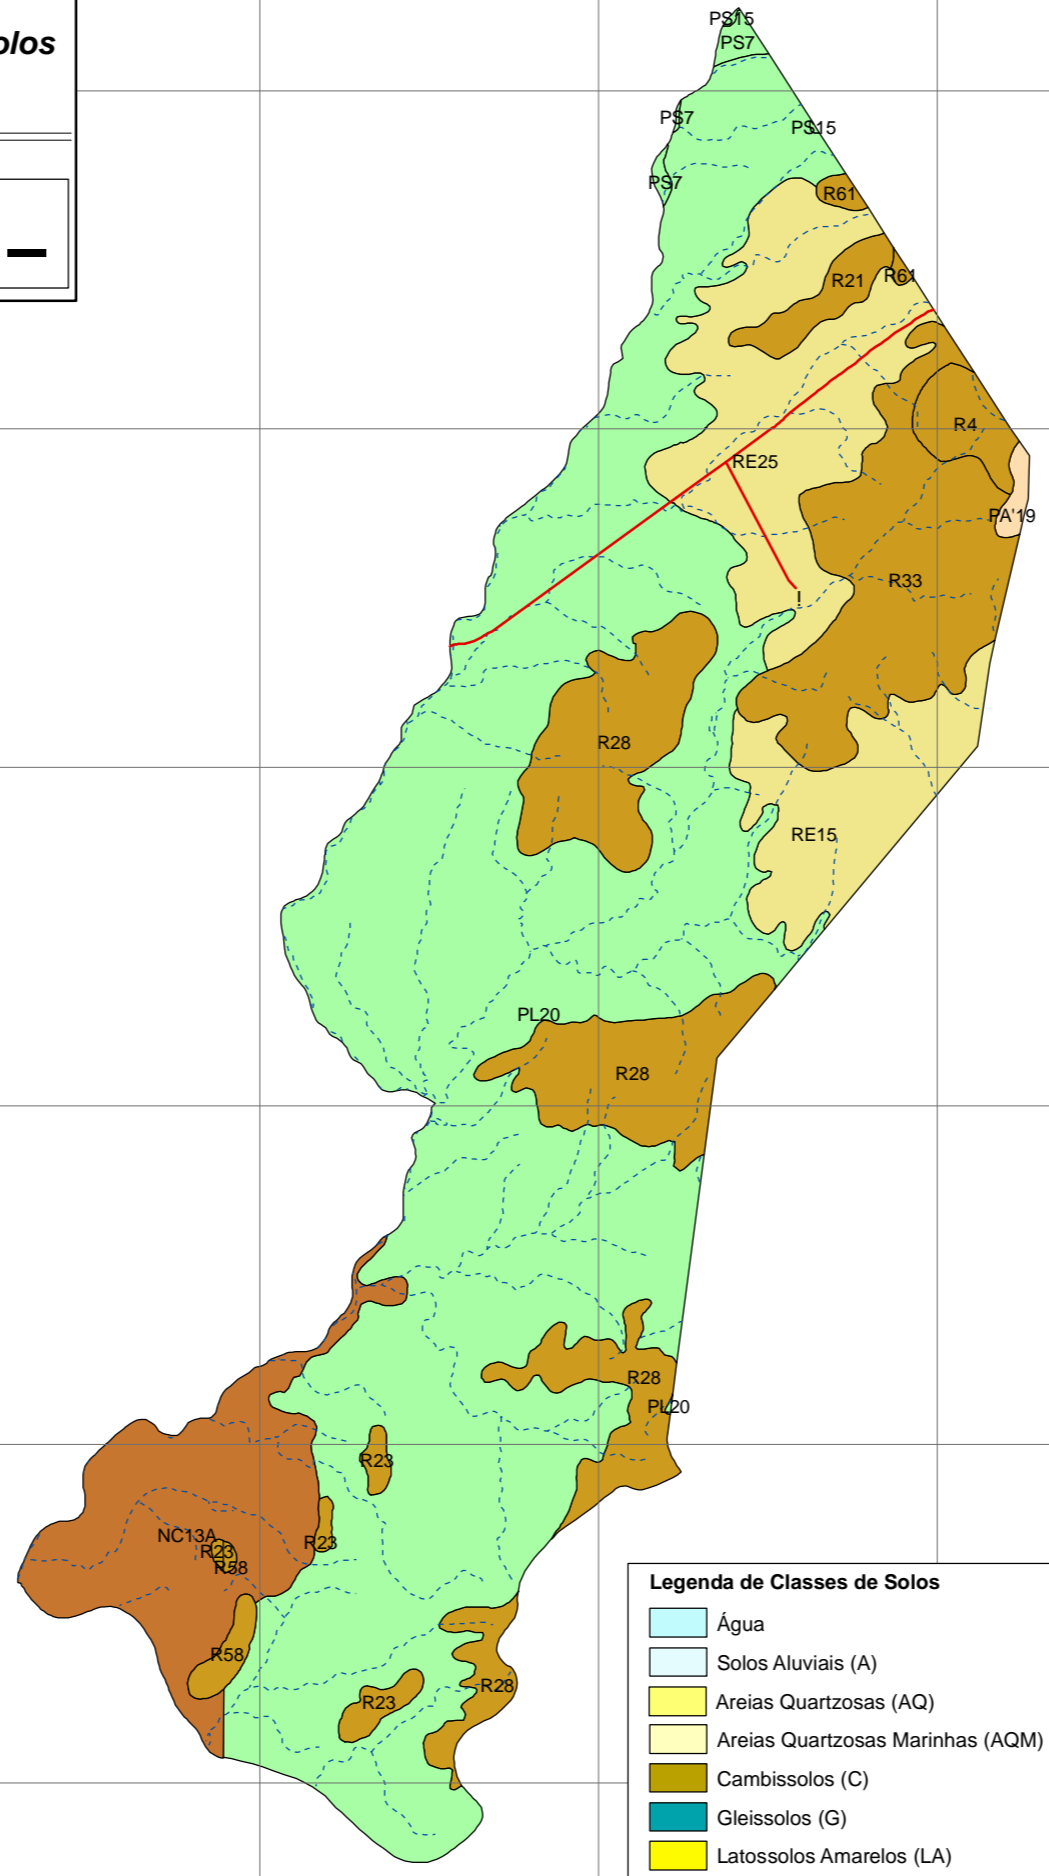 olos
PS15
PS7
PS7
PS15
PS7
R61
R21
R61
R4
RE25
PA'19
R33
!
R28
RE15
PL20
R28
R28
PL20
R23
NC13A
R23
R23
R58
R58
R28
R23
Legenda de Classes de Solos
Água
Solos Aluviais (A)
Areias Quartzosas (AQ)
Areias Quartzosas Marinhas (AQM)
Cambissolos (C)
Gleissolos (G)
Latossolos Amarelos (LA)